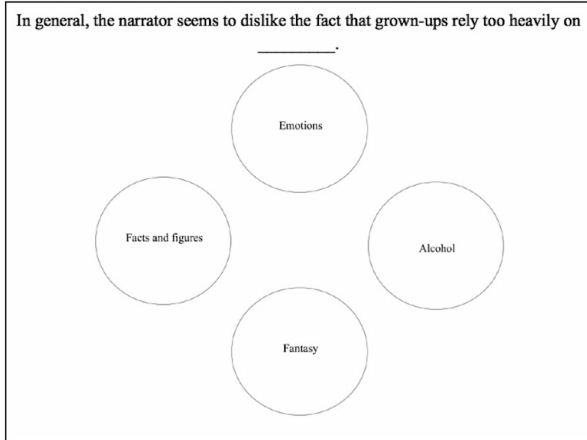 In general, the narrator seems to dislike the fact that grown-ups rely too heavily on
__________.
Emotions
Facts and figures
Alcohol
Fantasy